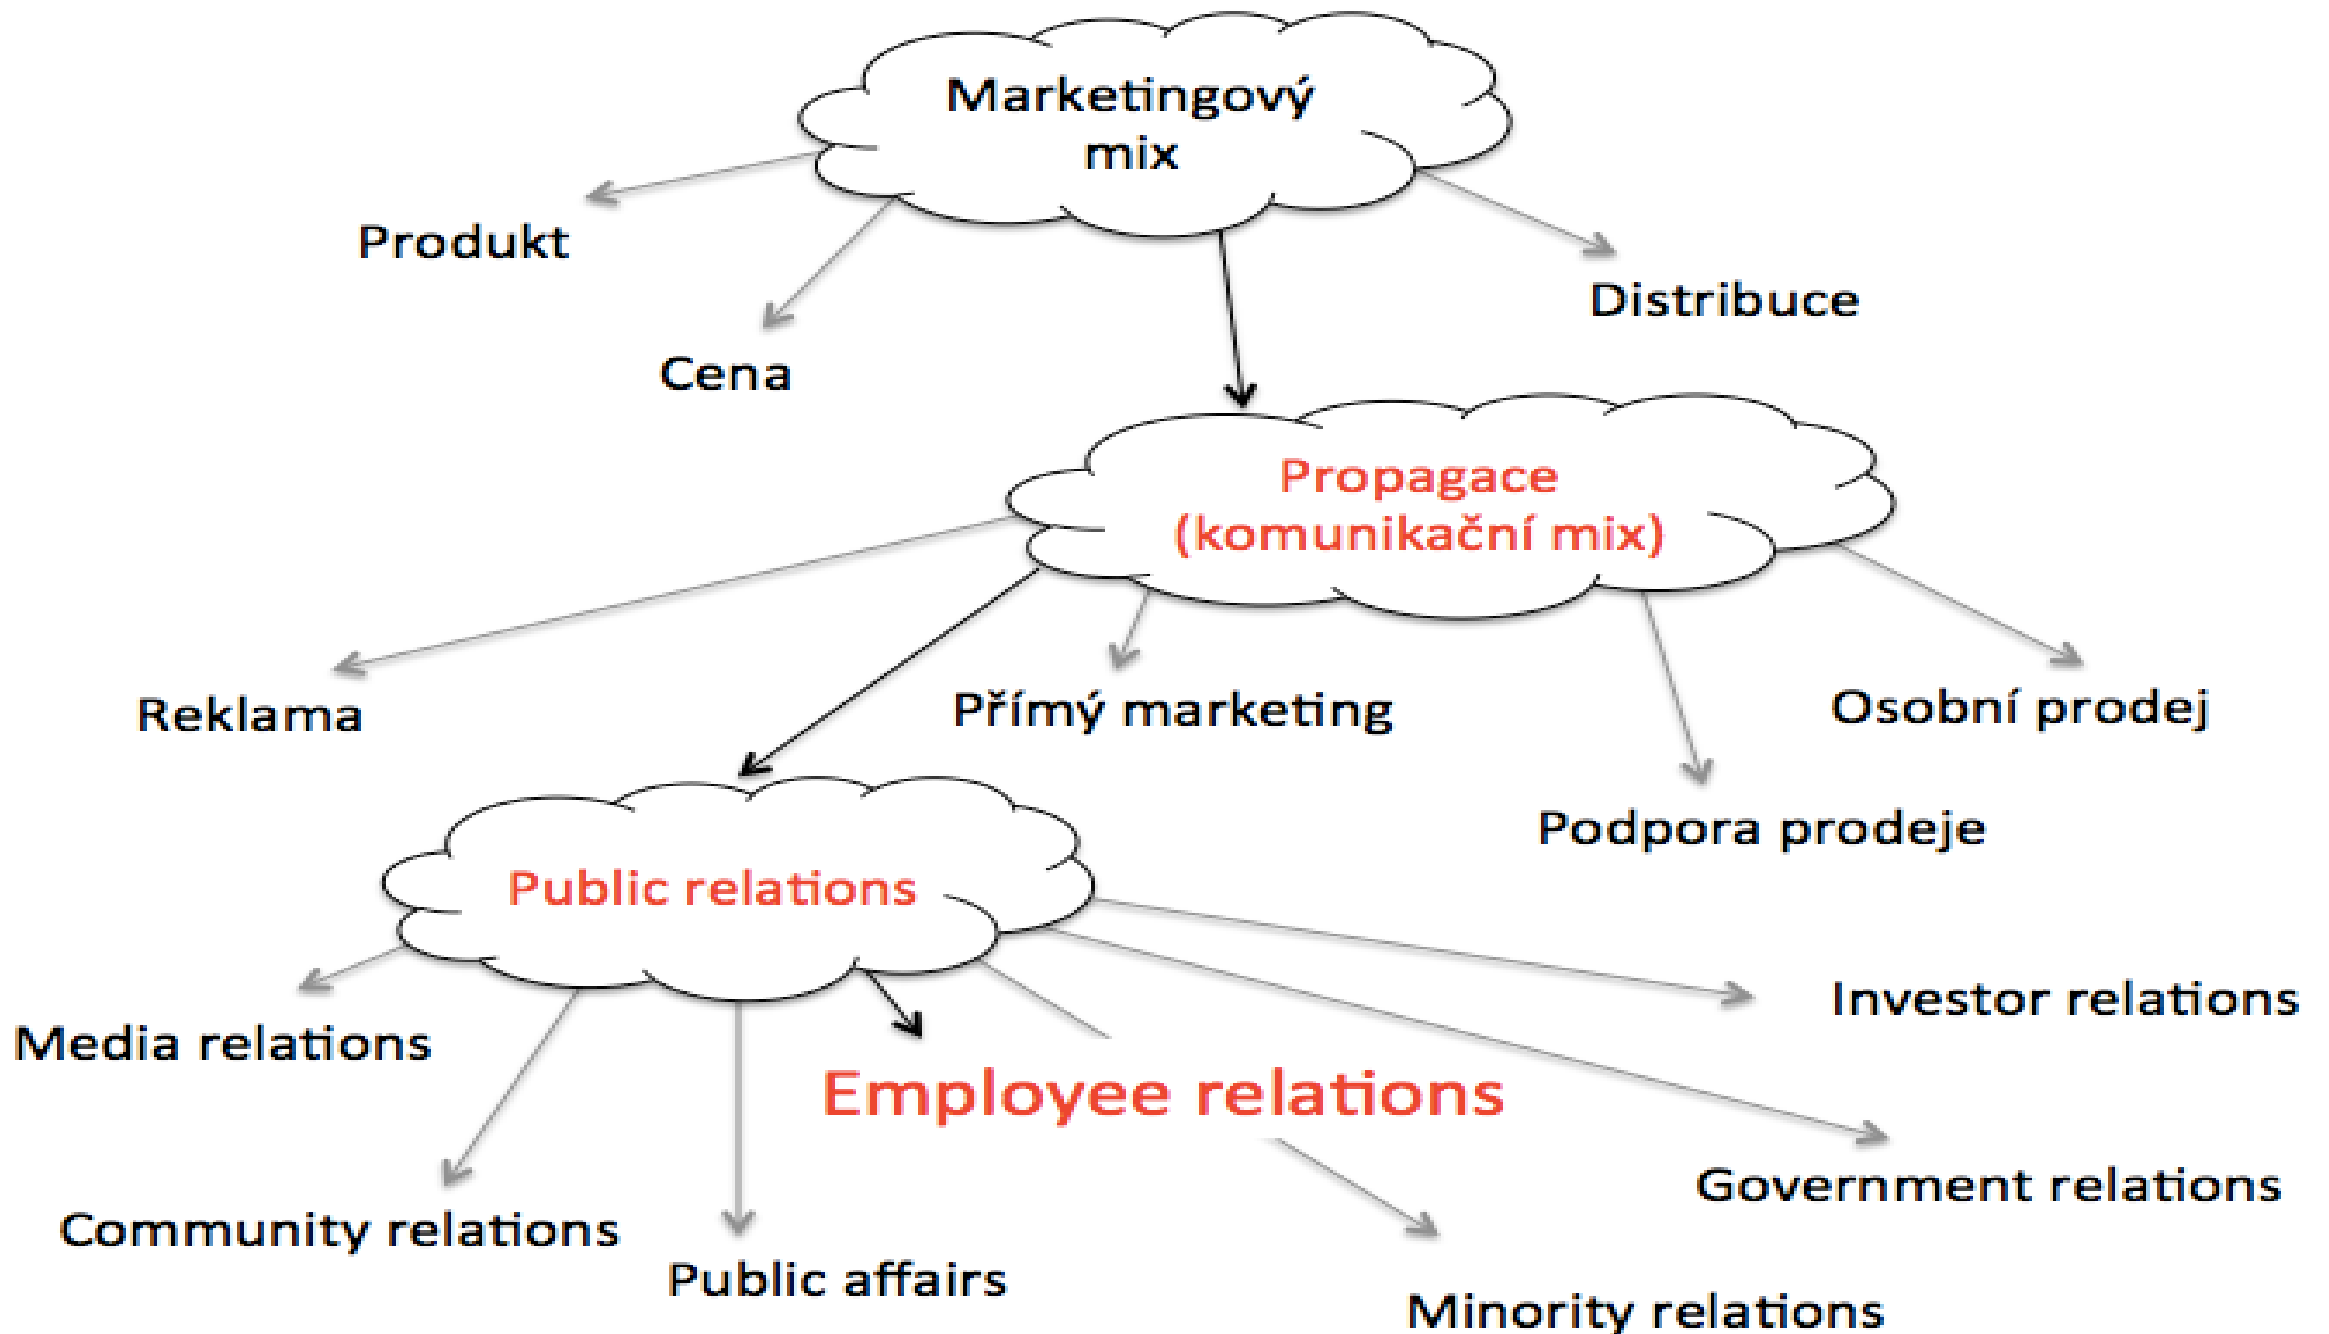 Marketingový
mix
Produkt
Distribuce
Cena
Propagace
(komunikační mix)
Reklama
Přímý marketing
Osobní prodej
Podpora prodeje
Public relations
Media relations
Investor relations
Employee relations
Government relations
Community relations
Public affairs
Minority relations